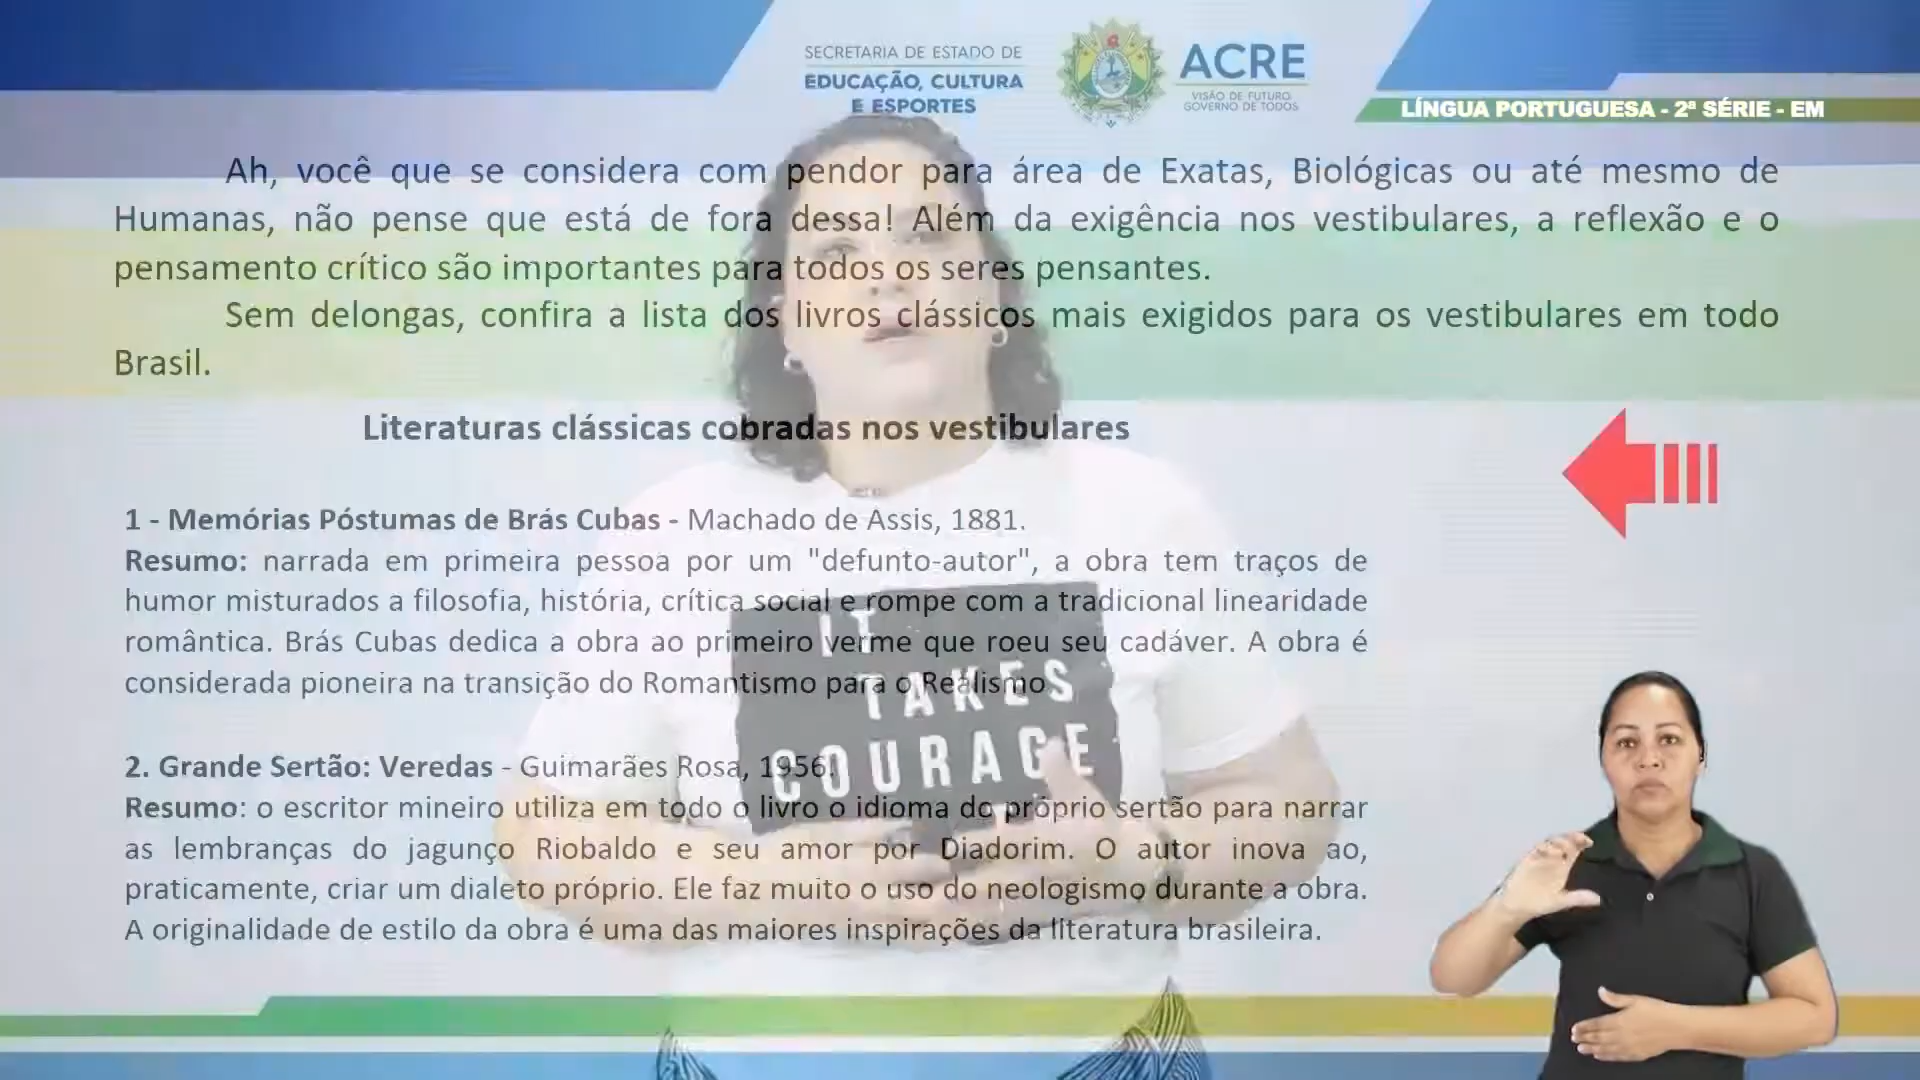 SECRETARIA DE ESTADO DE
EDUCAÇÃO, CULTURA
E ESPORTES
ACRE
VISÃO DE FUTURO
GOVERNO DE TODOS
LÍNGUA PORTUGUESA - 2ª SÉRIE - EM
Ah, você que se considera com pendor para área de Exatas, Biológicas ou até mesmo de
Humanas, não pense que está de fora dessa! Além da exigência nos vestibulares, a reflexão e o
pensamento crítico são importantes para todos os seres pensantes.
Sem delongas, confira a lista dos livros clássicos mais exigidos para os vestibulares em todo
Brasil.
Literaturas clássicas cobradas nos vestibulares
1 - Memórias Póstumas de Brás Cubas - Machado de Assis, 1881.
Resumo: narrada em primeira pessoa por um "defunto-autor", a obra tem traços de
humor misturados a filosofia, história, crítica social e rompe com a tradicional linearidade
romântica. Brás Cubas dedica a obra ao primeiro verme que roeu seu cadáver. A obra é
considerada pioneira na transição do Romantismo para o Realismo.
2. Grande Sertão: Veredas - Guimarães Rosa, 1956.
Resumo: o escritor mineiro utiliza em todo o livro o idioma do próprio sertão para narrar
as lembranças do jagunço Riobaldo e seu amor por Diadorim. O autor inova ao,
praticamente, criar um dialeto próprio. Ele faz muito o uso do neologismo durante a obra.
A originalidade de estilo da obra é uma das maiores inspirações da literatura brasileira.
IT
TAKES
COURAGE